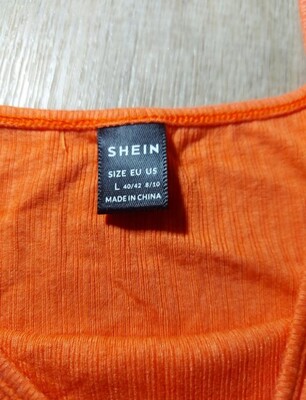 SHEIN
SIZE EU US
L 40/42 8/10
MADE IN CHINA